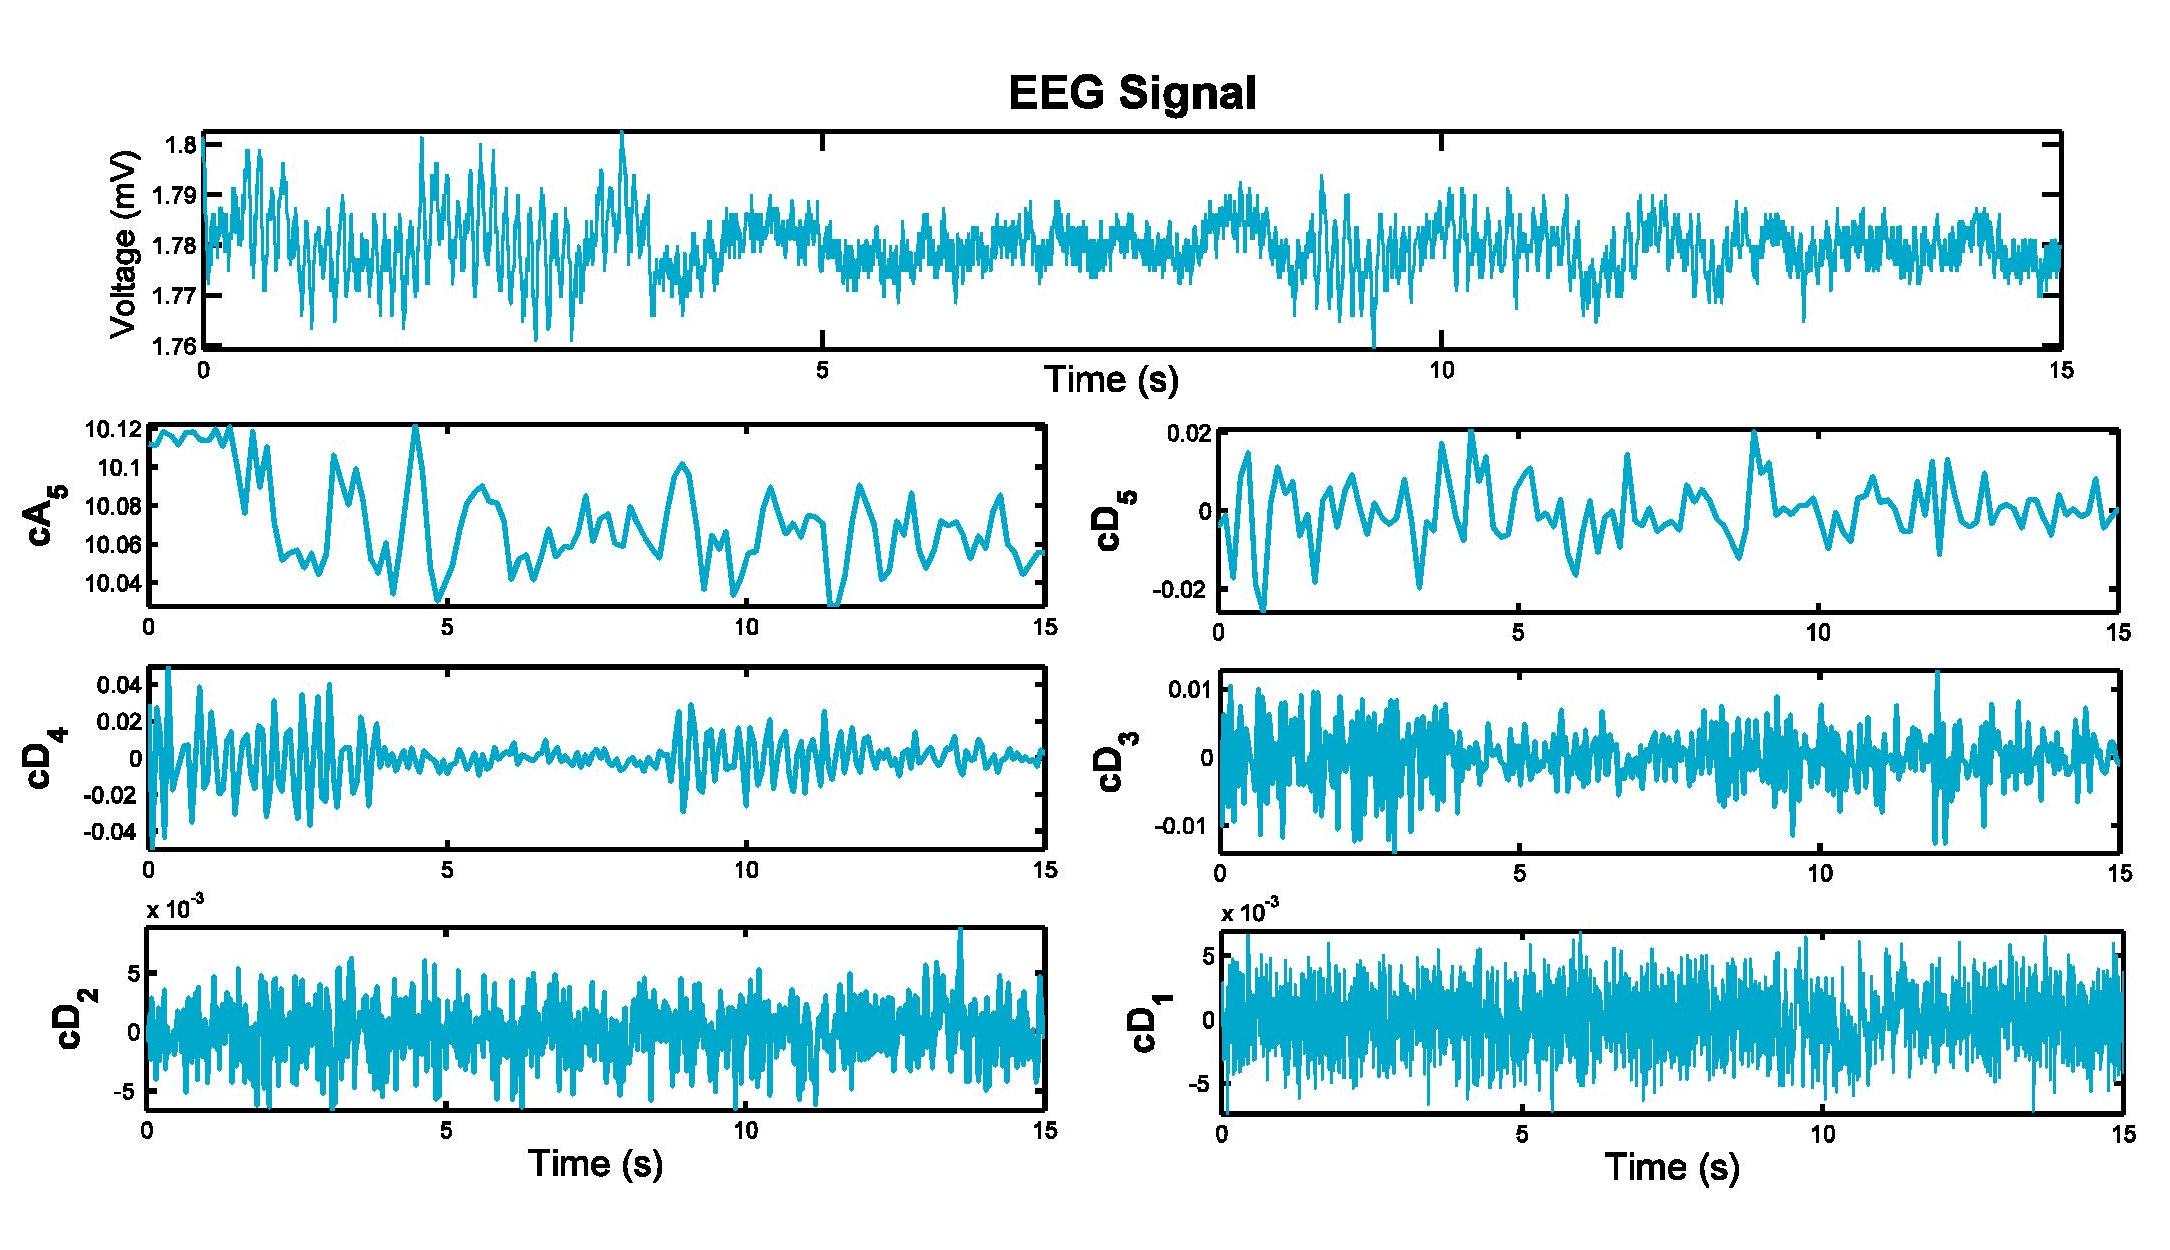 EEG Signal
Voltage (mV)
1.8
1.79
1.78
1.77
1.76
0 5 10 15
Time (s)
cA5
10.12
10.1
10.08
10.06
10.04
0 5 10 15
cD5
0.02
0
-0.02
0 5 10 15
cD4
0.04
0.02
0
-0.02
-0.04
0 5 10 15
cD3
0.01
0
-0.01
0 5 10 15
x 10-3
cD2
5
0
-5
0 5 10 15
Time (s)
x 10-3
cD1
5
0
-5
0 5 10 15
Time (s)